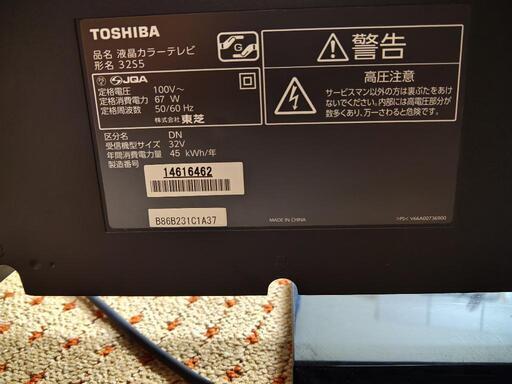 TOSHIBA
品名 液晶カラーテレビ
形名 32S5
G
JQA
定格電圧 100V～
定格消費電力 67 W
定格周波数 50/60 Hz
株式会社 東芝
区分名 DN
受信機型サイズ 32V
年間消費電力量 45 kWh/年
製造番号
14616462
B86B231C1A37
警告
高圧注意
サービスマン以外の方は裏ぶたをあけ
ないでください。内部には高電圧部分が
数多くあり、万一さわると危険です。
MADE IN CHINA
>PS< V66A00736900